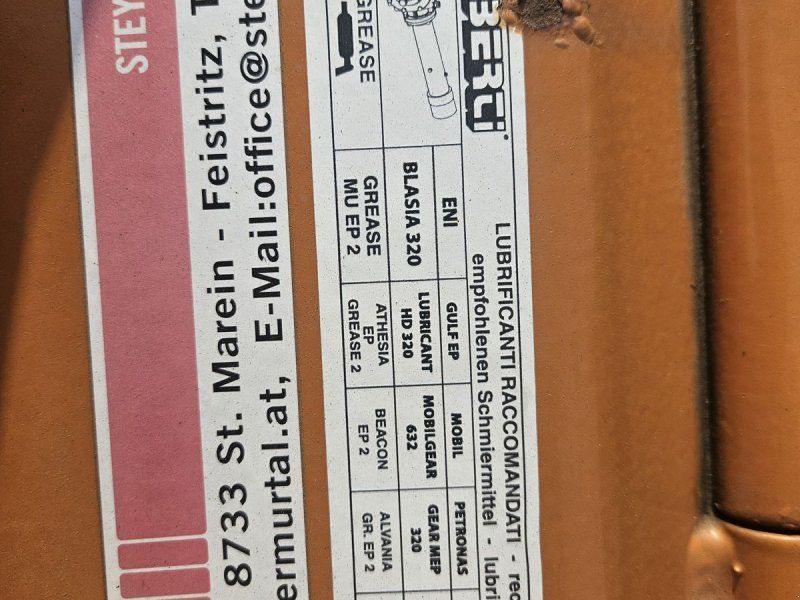 BERTI
LUBRIFICANTI RACCOMANDATI - rec
empfohlenen Schmiermittel - lubri
ENI
GULF EP
MOBIL
PETRONAS
BLASIA 320
LUBRICANT
HD 320
MOBILGEAR
632
GEAR MEP
320
GREASE
GREASE
MU EP 2
ATHESIA
EP
GREASE 2
BEACON
EP 2
ALVANIA
GR. EP 2
STEY
8733 St. Marein - Feistritz, T
ermurtal.at, E-Mail:office@ste